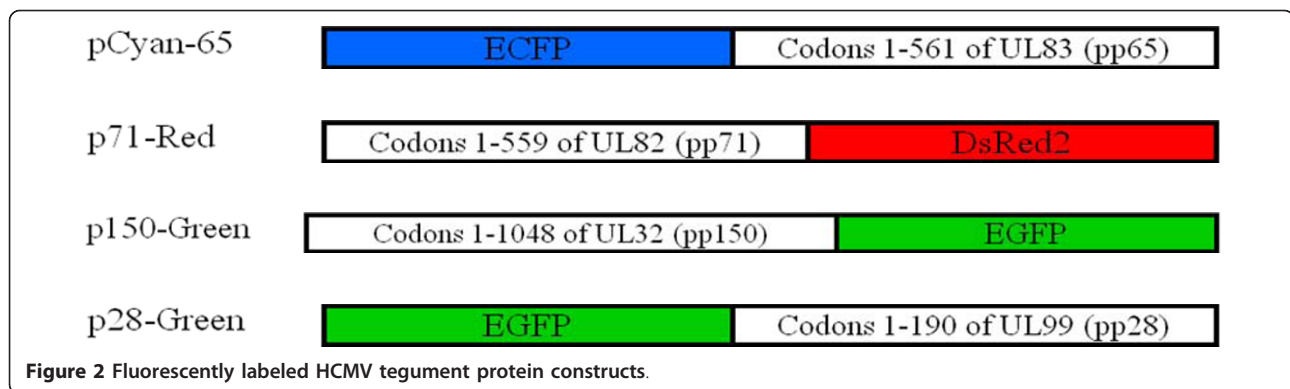 pCyan-65 ECFP Codons 1-561 of UL83 (pp65)
p71-Red Codons 1-559 of UL82 (pp71) DsRed2
p150-Green Codons 1-1048 of UL32 (pp150) EGFP
p28-Green EGFP Codons 1-190 of UL99 (pp28)
Figure 2 Fluorescently labeled HCMV tegument protein constructs.